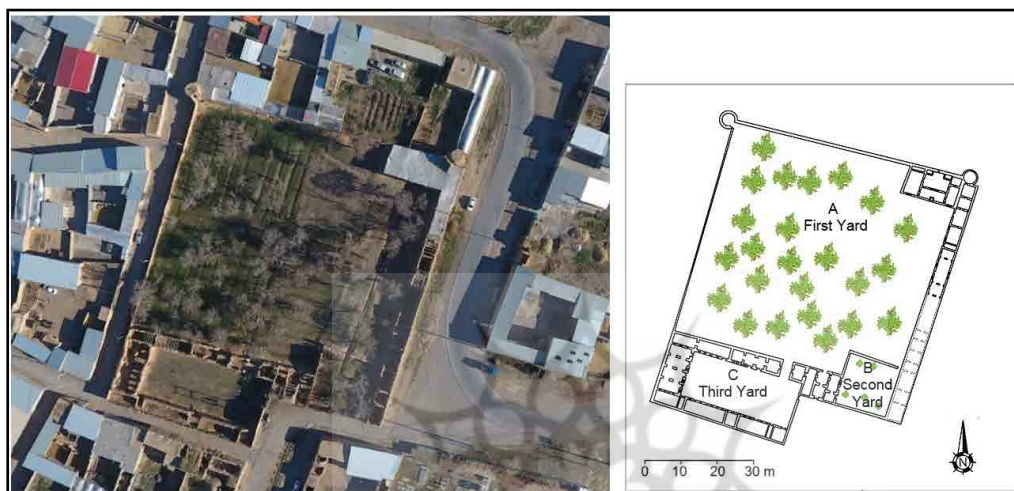 A
First Yard
B
Second
Yard
C
Third Yard
0 10 20 30 m
N